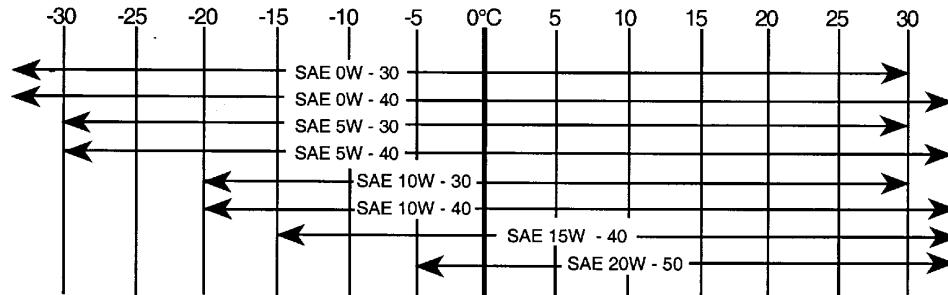 -30 -25 -20 -15 -10 -5 0°C 5 10 15 20 25 30
SAE 0W - 30
SAE 0W - 40
SAE 5W - 30
SAE 5W - 40
SAE 10W - 30
SAE 10W - 40
SAE 15W - 40
SAE 20W - 50